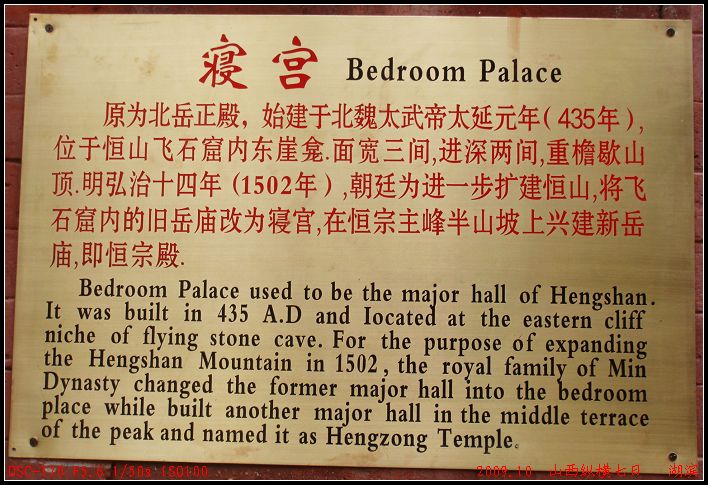 寝宫 Bedroom Palace
原为北岳正殿，始建于北魏太武帝太延元年(435年),
位于恒山飞石窟内东崖龛.面宽三间,进深两间,重檐歇山
顶.明弘治十四年(1502年),朝廷为进一步扩建恒山,将飞
石窟内的旧岳庙改为寝宫,在恒宗主峰半山坡上兴建新岳
庙,即恒宗殿.
Bedroom Palace used to be the major hall of Hengshan.
It was built in 435 A.D and Iocated at the eastern cliff
niche of flying stone cave. For the purpose of expanding
the Hengshan Mountain in 1502, the royal family of Min
Dynasty changed the former major hall into the bedroom
place while built another major hall in the middle terrace
of the peak and named it as Hengzong Temple。
2009.10 山西纵横七日 湖滨